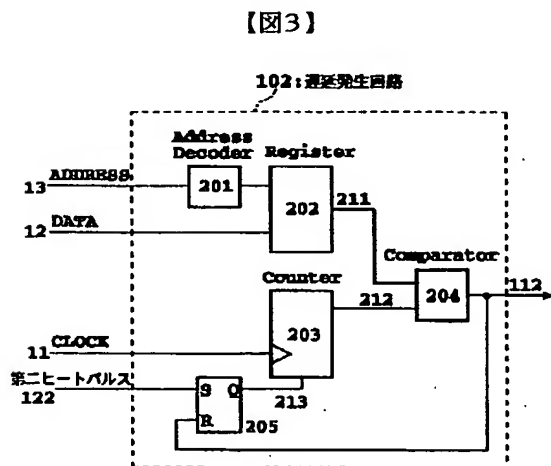 【図3】
102:遅延発生回路
Address
Decoder
Register
13
ADDRESS
201
202
211
12
DATA
Comparator
Counter
204
112
212
203
11
CLOCK
第二ヒートパルス
122
S
Q
213
R
205